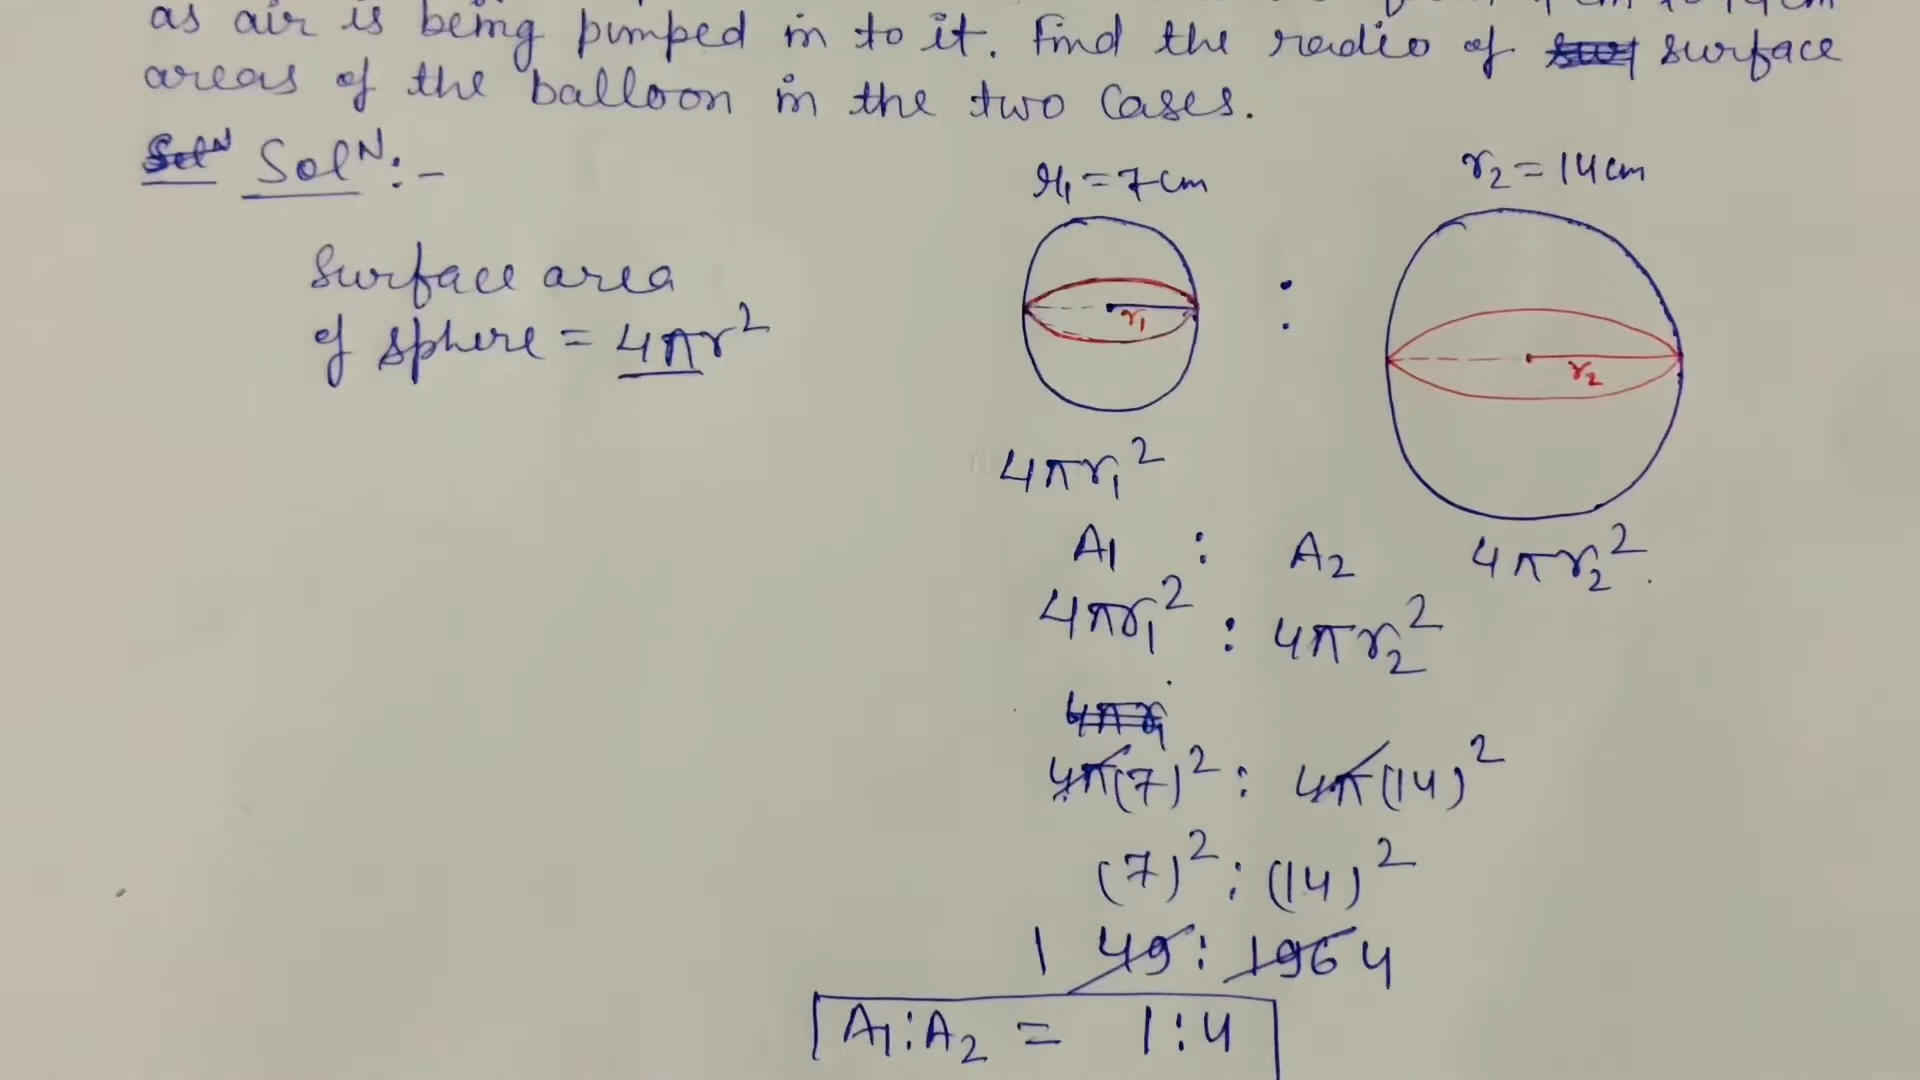 as air is being pumped in to it. Find the radio of surface
areas of the balloon in the two cases.
Sol^N :-
r₁ = 7cm
r₂ = 14cm
Surface area
of sphere = 4πr²
r₁
:
r₂
4πr₁²
A₁ : A₂
4πr₂²
4πr₁² : 4πr₂²
4π(7)² : 4π(14)²
(7)² : (14)²
1 49 : 196 4
A₁:A₂ = 1:4